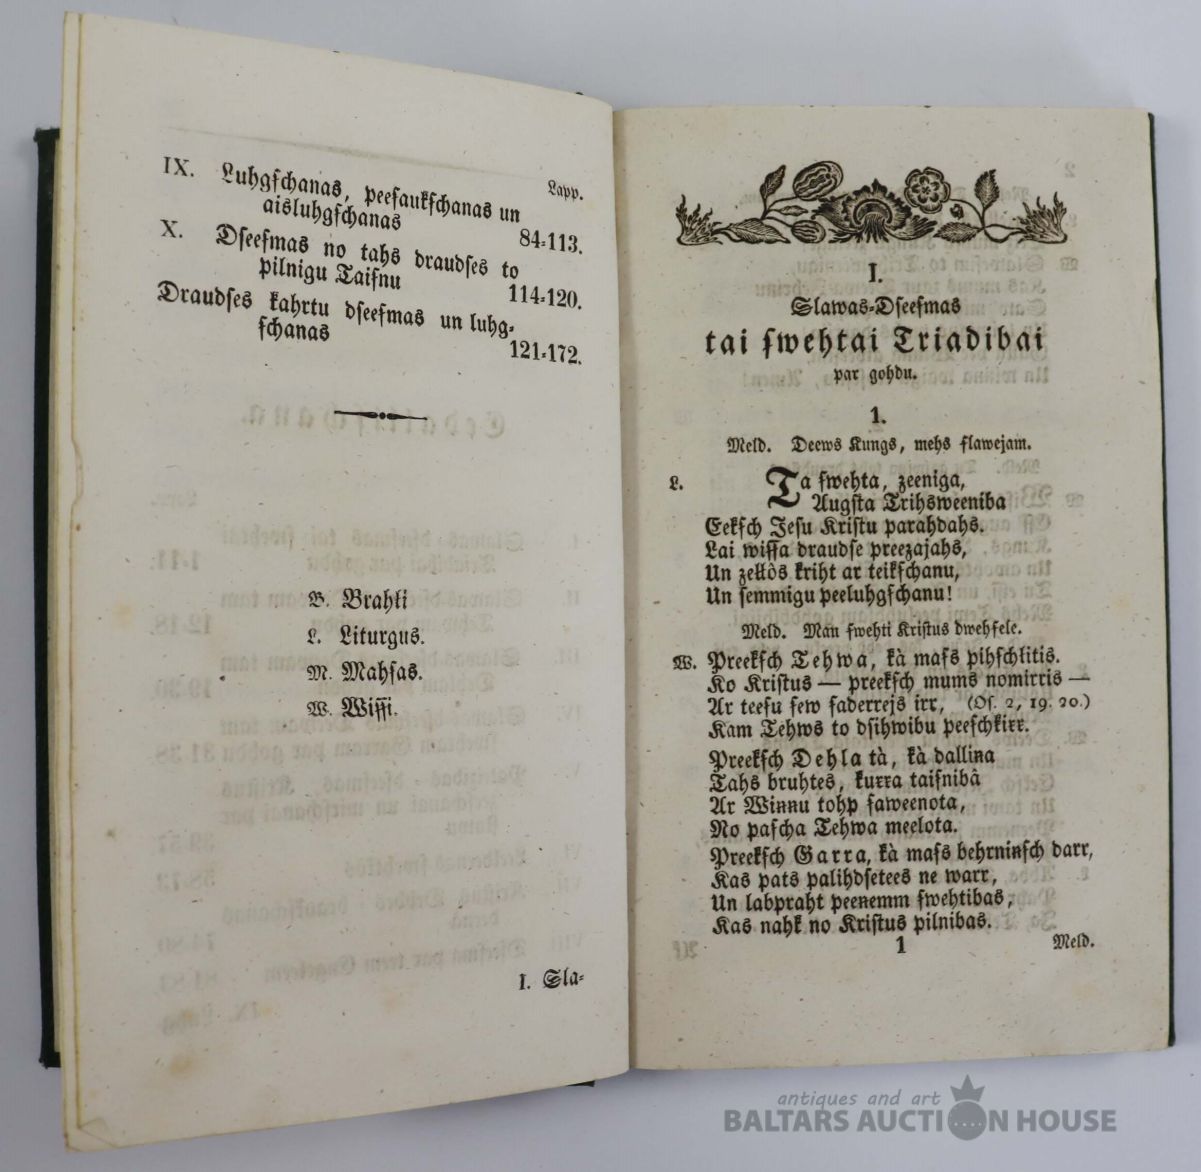 Lapp.
IX. Luhgſchanas, peeſaukſchanas un
aisluhgſchanas 84-113.
X. Dſeeſmas no tahs draudſes to
pilnigu Taiſnu 114-120.
Draudſes kahrtu dſeeſmas un luhg-
ſchanas 121-172.
B. Brahli
L. Liturgus.
M. Mahſas.
W. Wiſſi.
I. Sla-
I.
Slawas-Dſeeſmas
tai ſwehtai Triadibai
par gohdu.
1.
Meld. Deews Kungs, mehs ſlawejam.
L. Ta ſwehta, zeeniga,
Augſta Trihsweeniba
Eekſch Jeſu Kriſtu parahdahs.
Lai wiſſa draudſe preezajahs,
Un zellòs kriht ar teikſchanu,
Un ſemmigu peeluhgſchanu!
Meld. Man ſwehti Kriſtus dwehſele.
W. Preekſch Tehwa, kà maſs pihſchlitis.
Ko Kriſtus — preekſch mums nomirris —
Ar teeſu ſew ſaderrejs irr, (Oſ. 2, 19. 20.)
Kam Tehws to dſihwibu peeſchkirr.
Preekſch Dehla tà, kà dallina
Tahs bruhtes, kurra taiſnibâ
Ar Winnu tohp ſaweenota,
No paſcha Tehwa meelota.
Preekſch Garra, kà maſs behrninſch darr,
Kas pats palihdſetees ne warr,
Un labpraht peenemm ſwehtibas,
Kas nahk no Kriſtus pilnibas.
1 Meld.
antiques and art
BALTARS AUCTION HOUSE